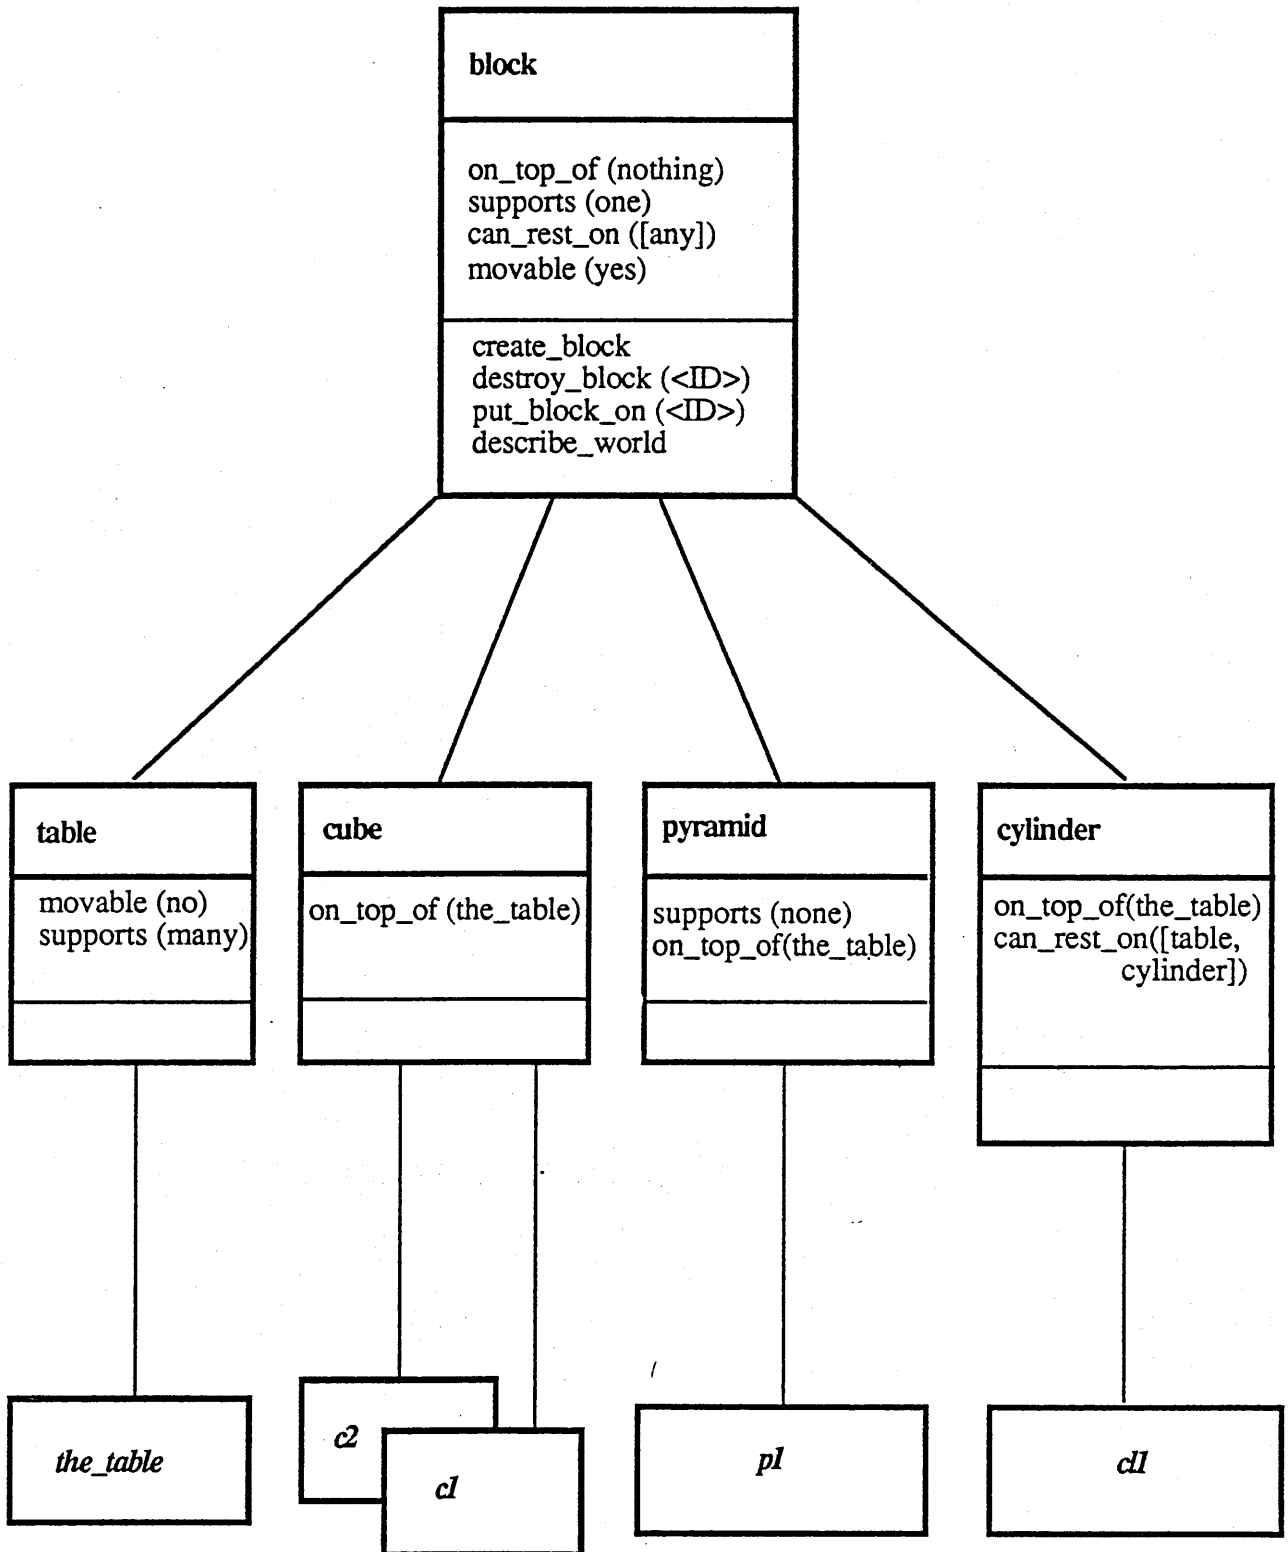 block
on_top_of (nothing)
supports (one)
can_rest_on ([any])
movable (yes)
create_block
destroy_block (<ID>)
put_block_on (<ID>)
describe_world
table
movable (no)
supports (many)
cube
on_top_of (the_table)
pyramid
supports (none)
on_top_of(the_table)
cylinder
on_top_of(the_table)
can_rest_on([table,
cylinder])
the_table
c2
c1
p1
cl1